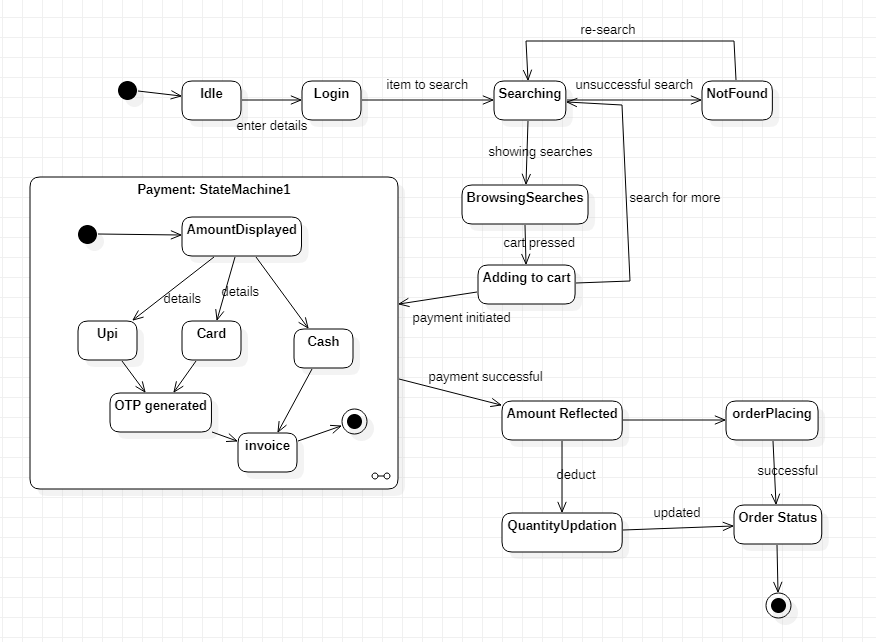 re-search
Idle
Login
item to search
Searching
unsuccessful search
NotFound
enter details
showing searches
Payment: StateMachine1
BrowsingSearches
search for more
AmountDisplayed
cart pressed
Adding to cart
details
details
payment initiated
Upi
Card
Cash
payment successful
OTP generated
Amount Reflected
orderPlacing
invoice
deduct
successful
QuantityUpdation
updated
Order Status